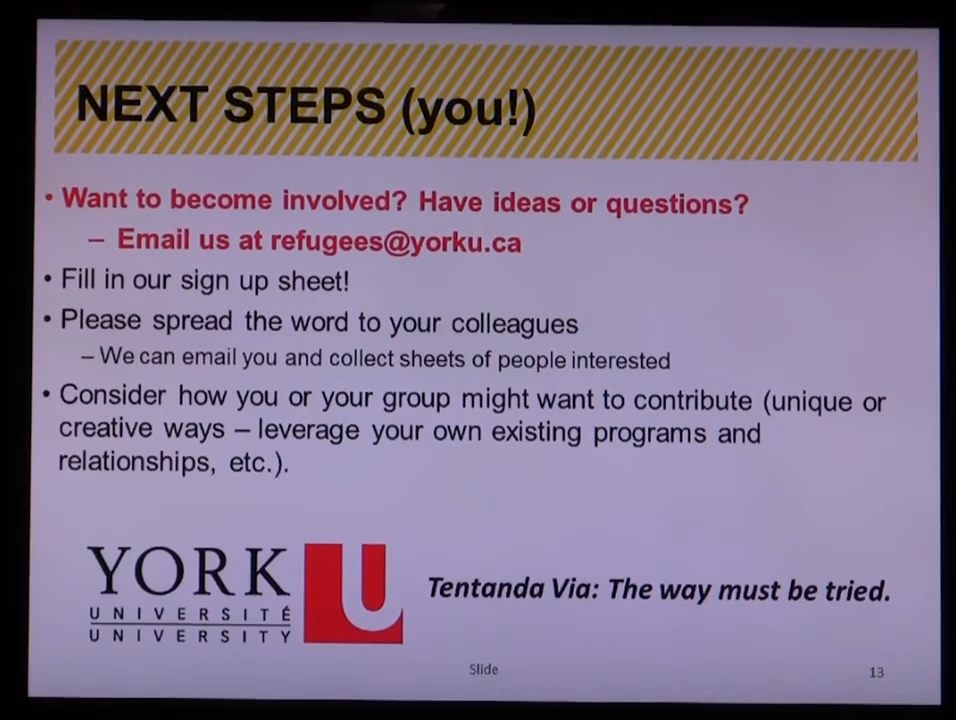 NEXT STEPS (you!)
• Want to become involved? Have ideas or questions?
– Email us at refugees@yorku.ca
• Fill in our sign up sheet!
• Please spread the word to your colleagues
– We can email you and collect sheets of people interested
• Consider how you or your group might want to contribute (unique or
creative ways – leverage your own existing programs and
relationships, etc.).
YORK U
UNIVERSITÉ
UNIVERSITY
Tentanda Via: The way must be tried.
Slide
13